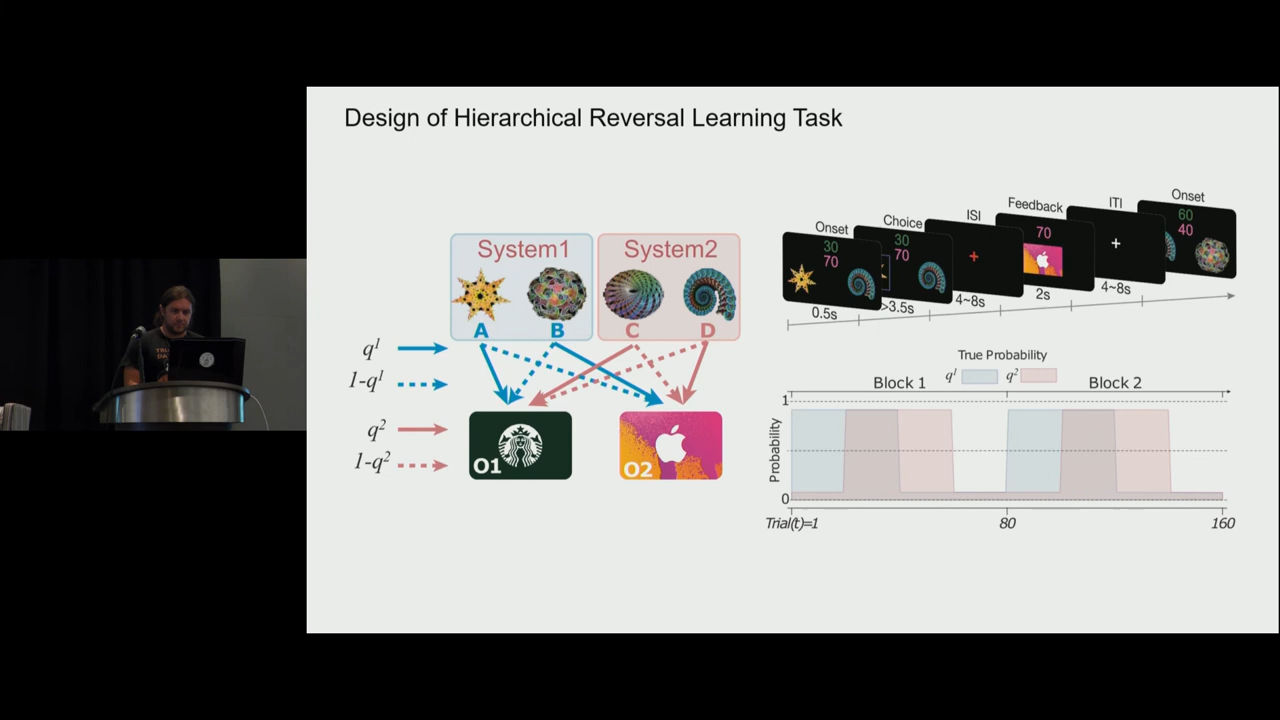 Design of Hierarchical Reversal Learning Task
System1
System2
A
B
C
D
q¹
1-q¹
q²
1-q²
O1
O2
Onset
30
70
0.5s
Choice
30
70
>3.5s
ISI
+
4~8s
Feedback
70
2s
ITI
+
4~8s
Onset
60
40
True Probability
q¹
q²
Block 1
Block 2
Probability
1
0
Trial(t)=1
80
160